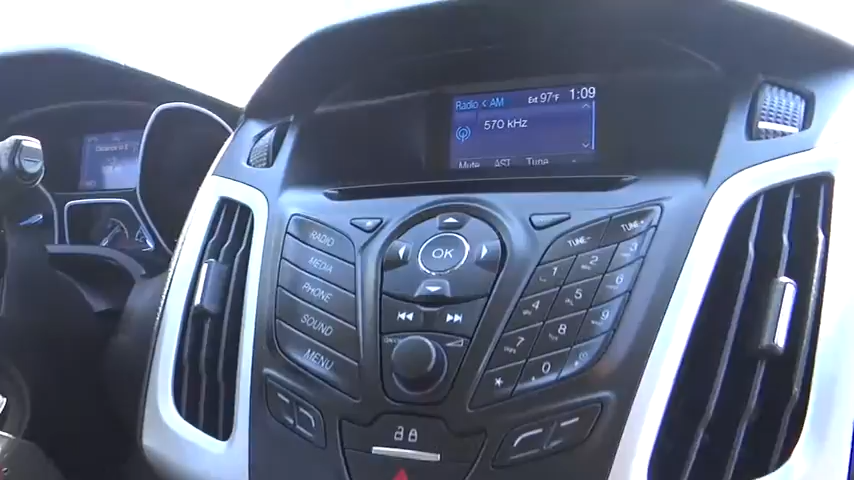 Radio < AM Ext 97°F 1:09
570 kHz
Mute AST Tune
RADIO
MEDIA
PHONE
SOUND
MENU
OK
TUNE - TUNE +
1 2 3
4 5 6
7 8 9
* 0 #